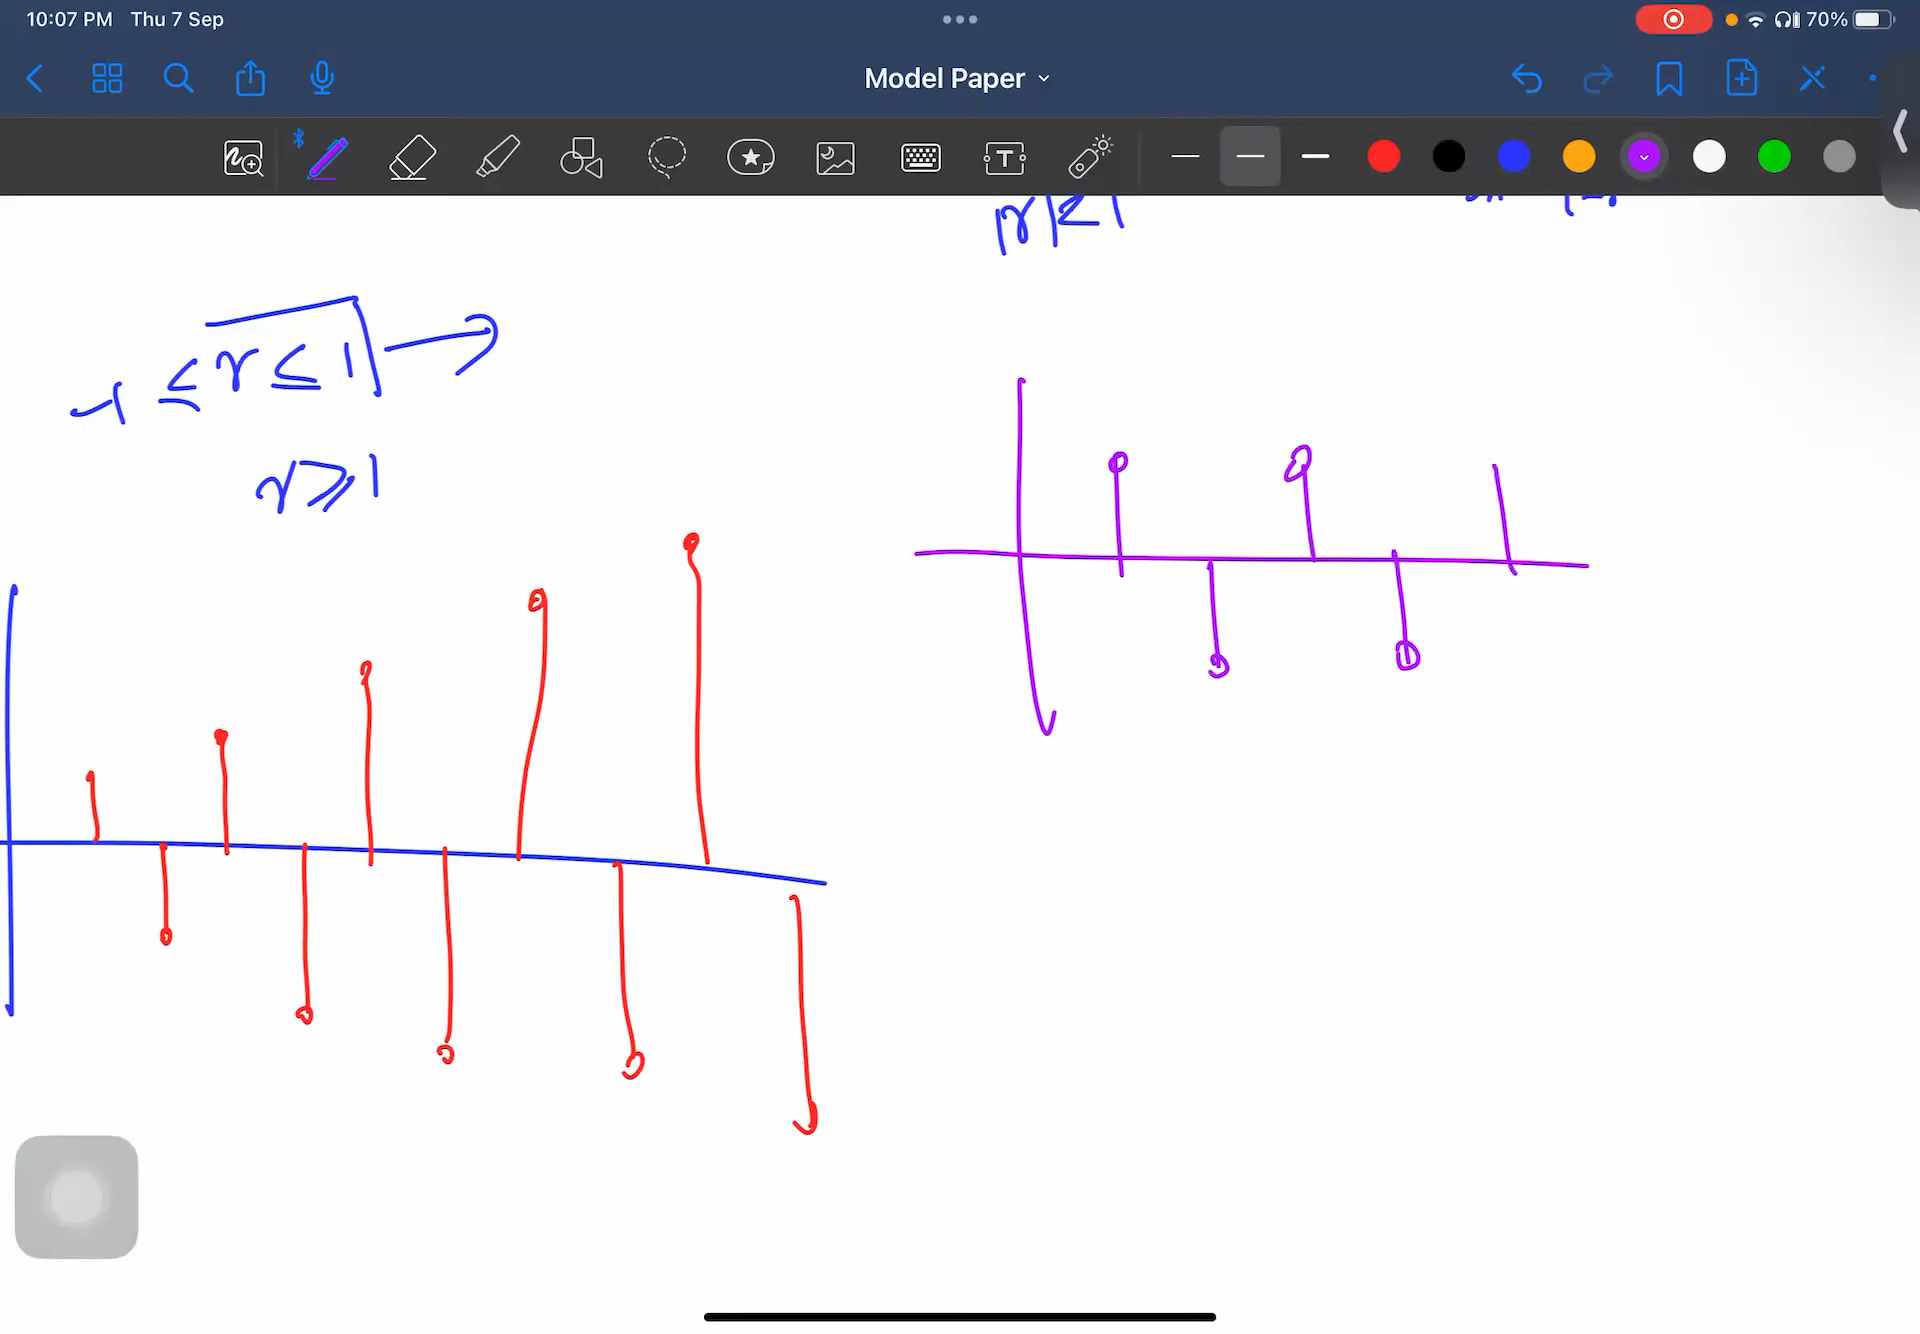 10:07 PM Thu 7 Sep
70%
Model Paper
T
|r|<1
-1 ≤ r ≤ 1
r ≥ 1